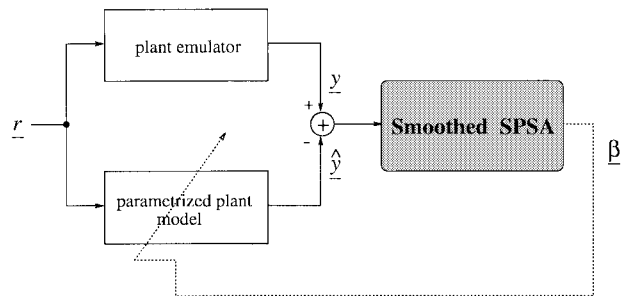 plant emulator
y
+
r
+
Smoothed SPSA
-
β
ŷ
parametrized plant
model